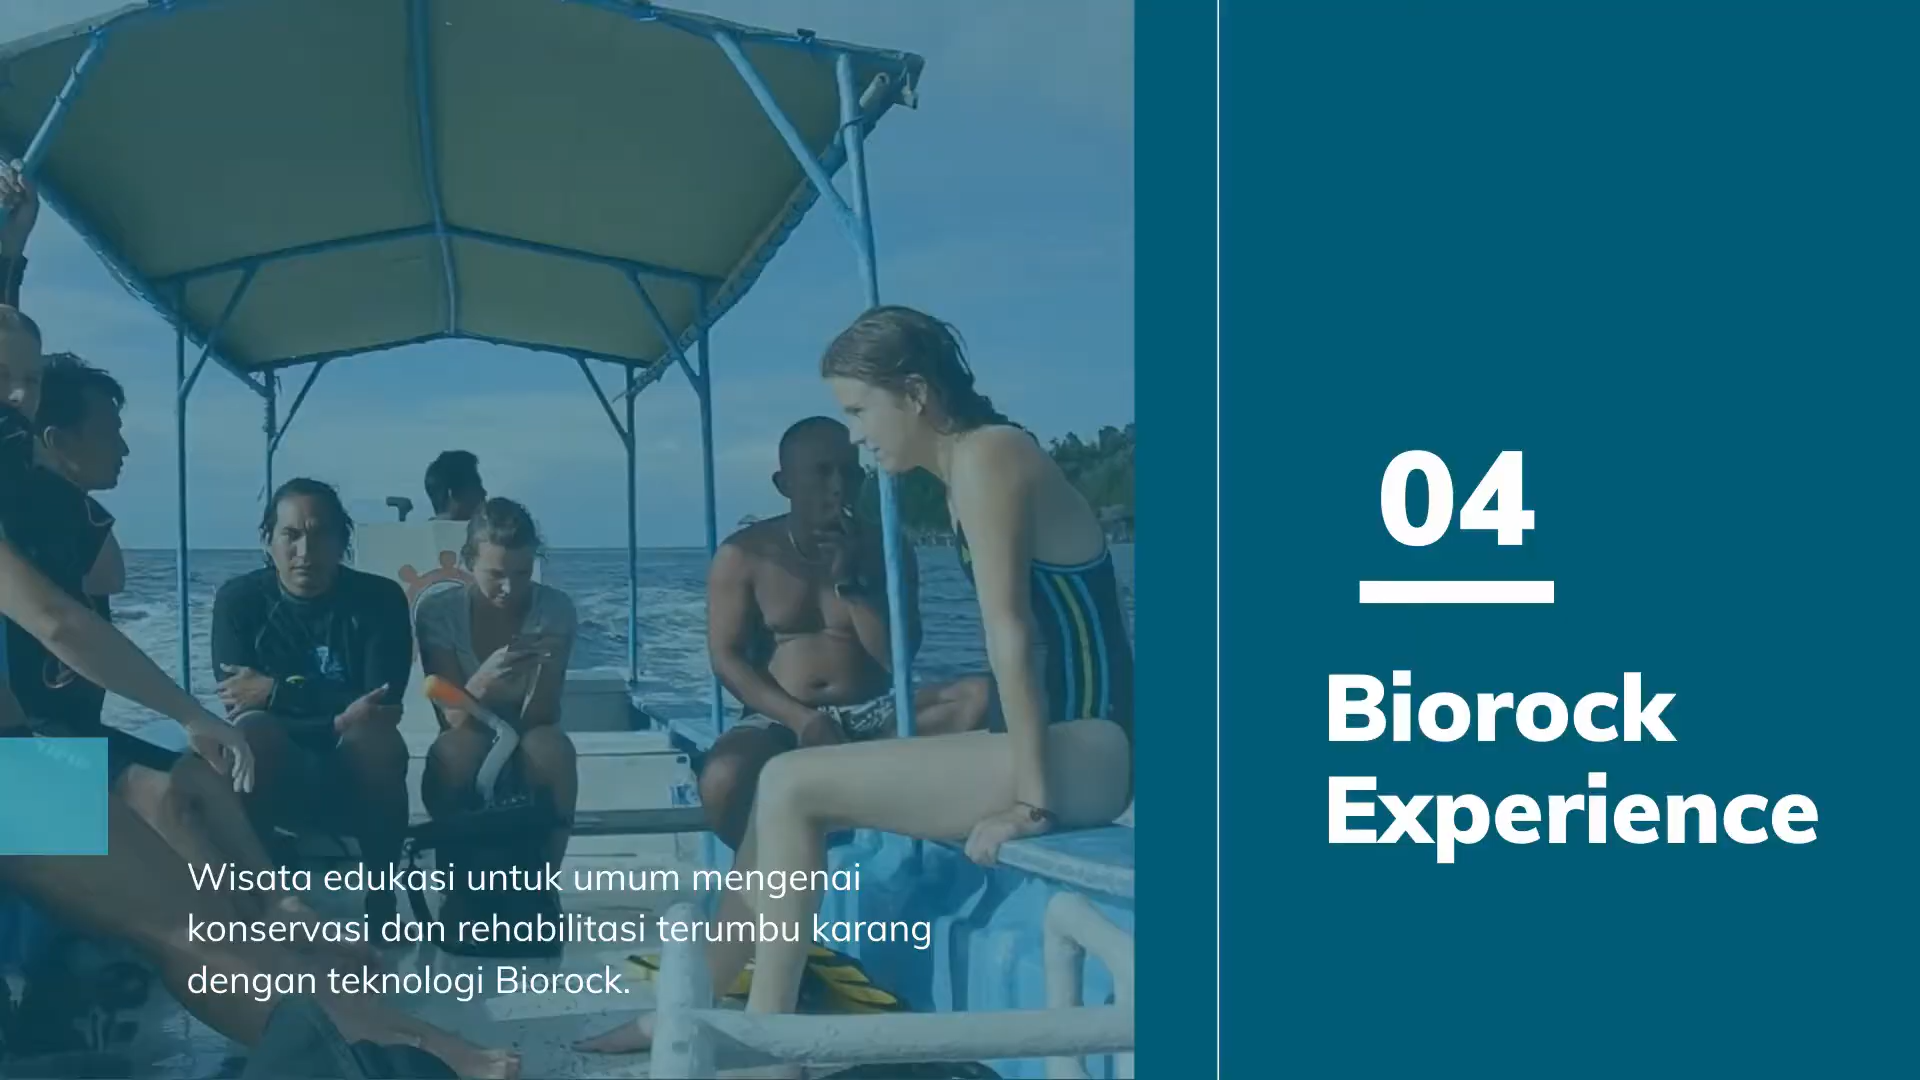 04
Biorock
Experience
Wisata edukasi untuk umum mengenai
konservasi dan rehabilitasi terumbu karang
dengan teknologi Biorock.